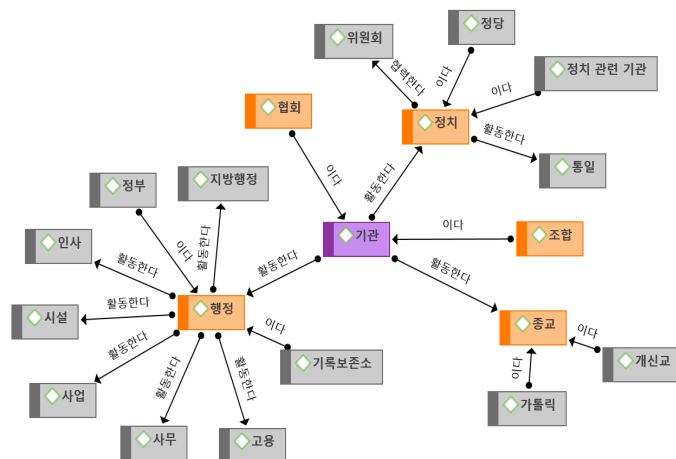 정당
위원회
이다
정치 관련 기관
협력한다
이다
협회
정치
활동한다
통일
지방행정
정부
이다
활동한다
이다
활동한다
기관
이다
조합
인사
활동한다
활동한다
활동한다
시설
활동한다
행정
이다
종교
이다
개신교
활동한다
기록보존소
이다
사업
활동한다
활동한다
가톨릭
사무
고용